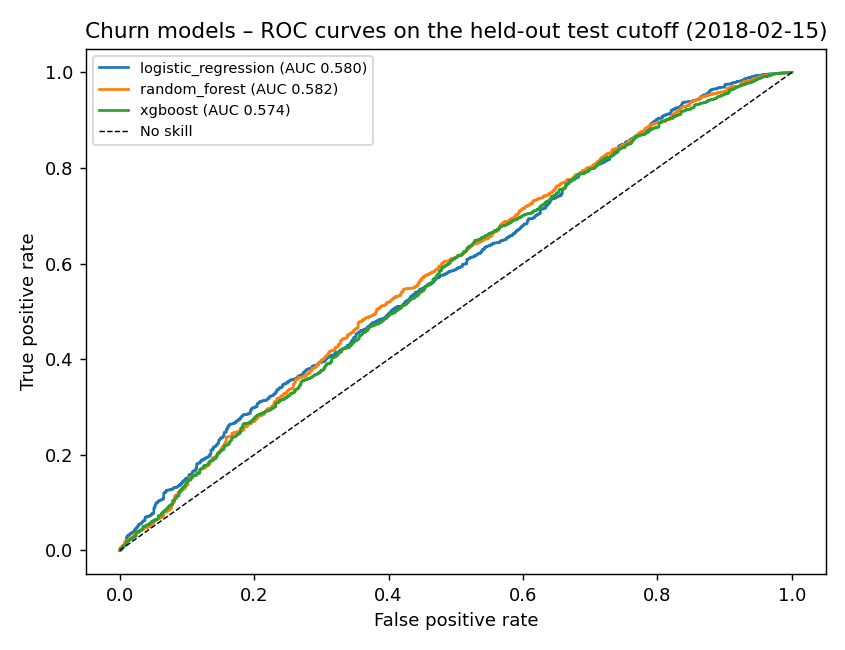 Churn models – ROC curves on the held-out test cutoff (2018-02-15)
logistic_regression (AUC 0.580)
random_forest (AUC 0.582)
xgboost (AUC 0.574)
No skill
True positive rate
1.0
0.8
0.6
0.4
0.2
0.0
0.0 0.2 0.4 0.6 0.8 1.0
False positive rate